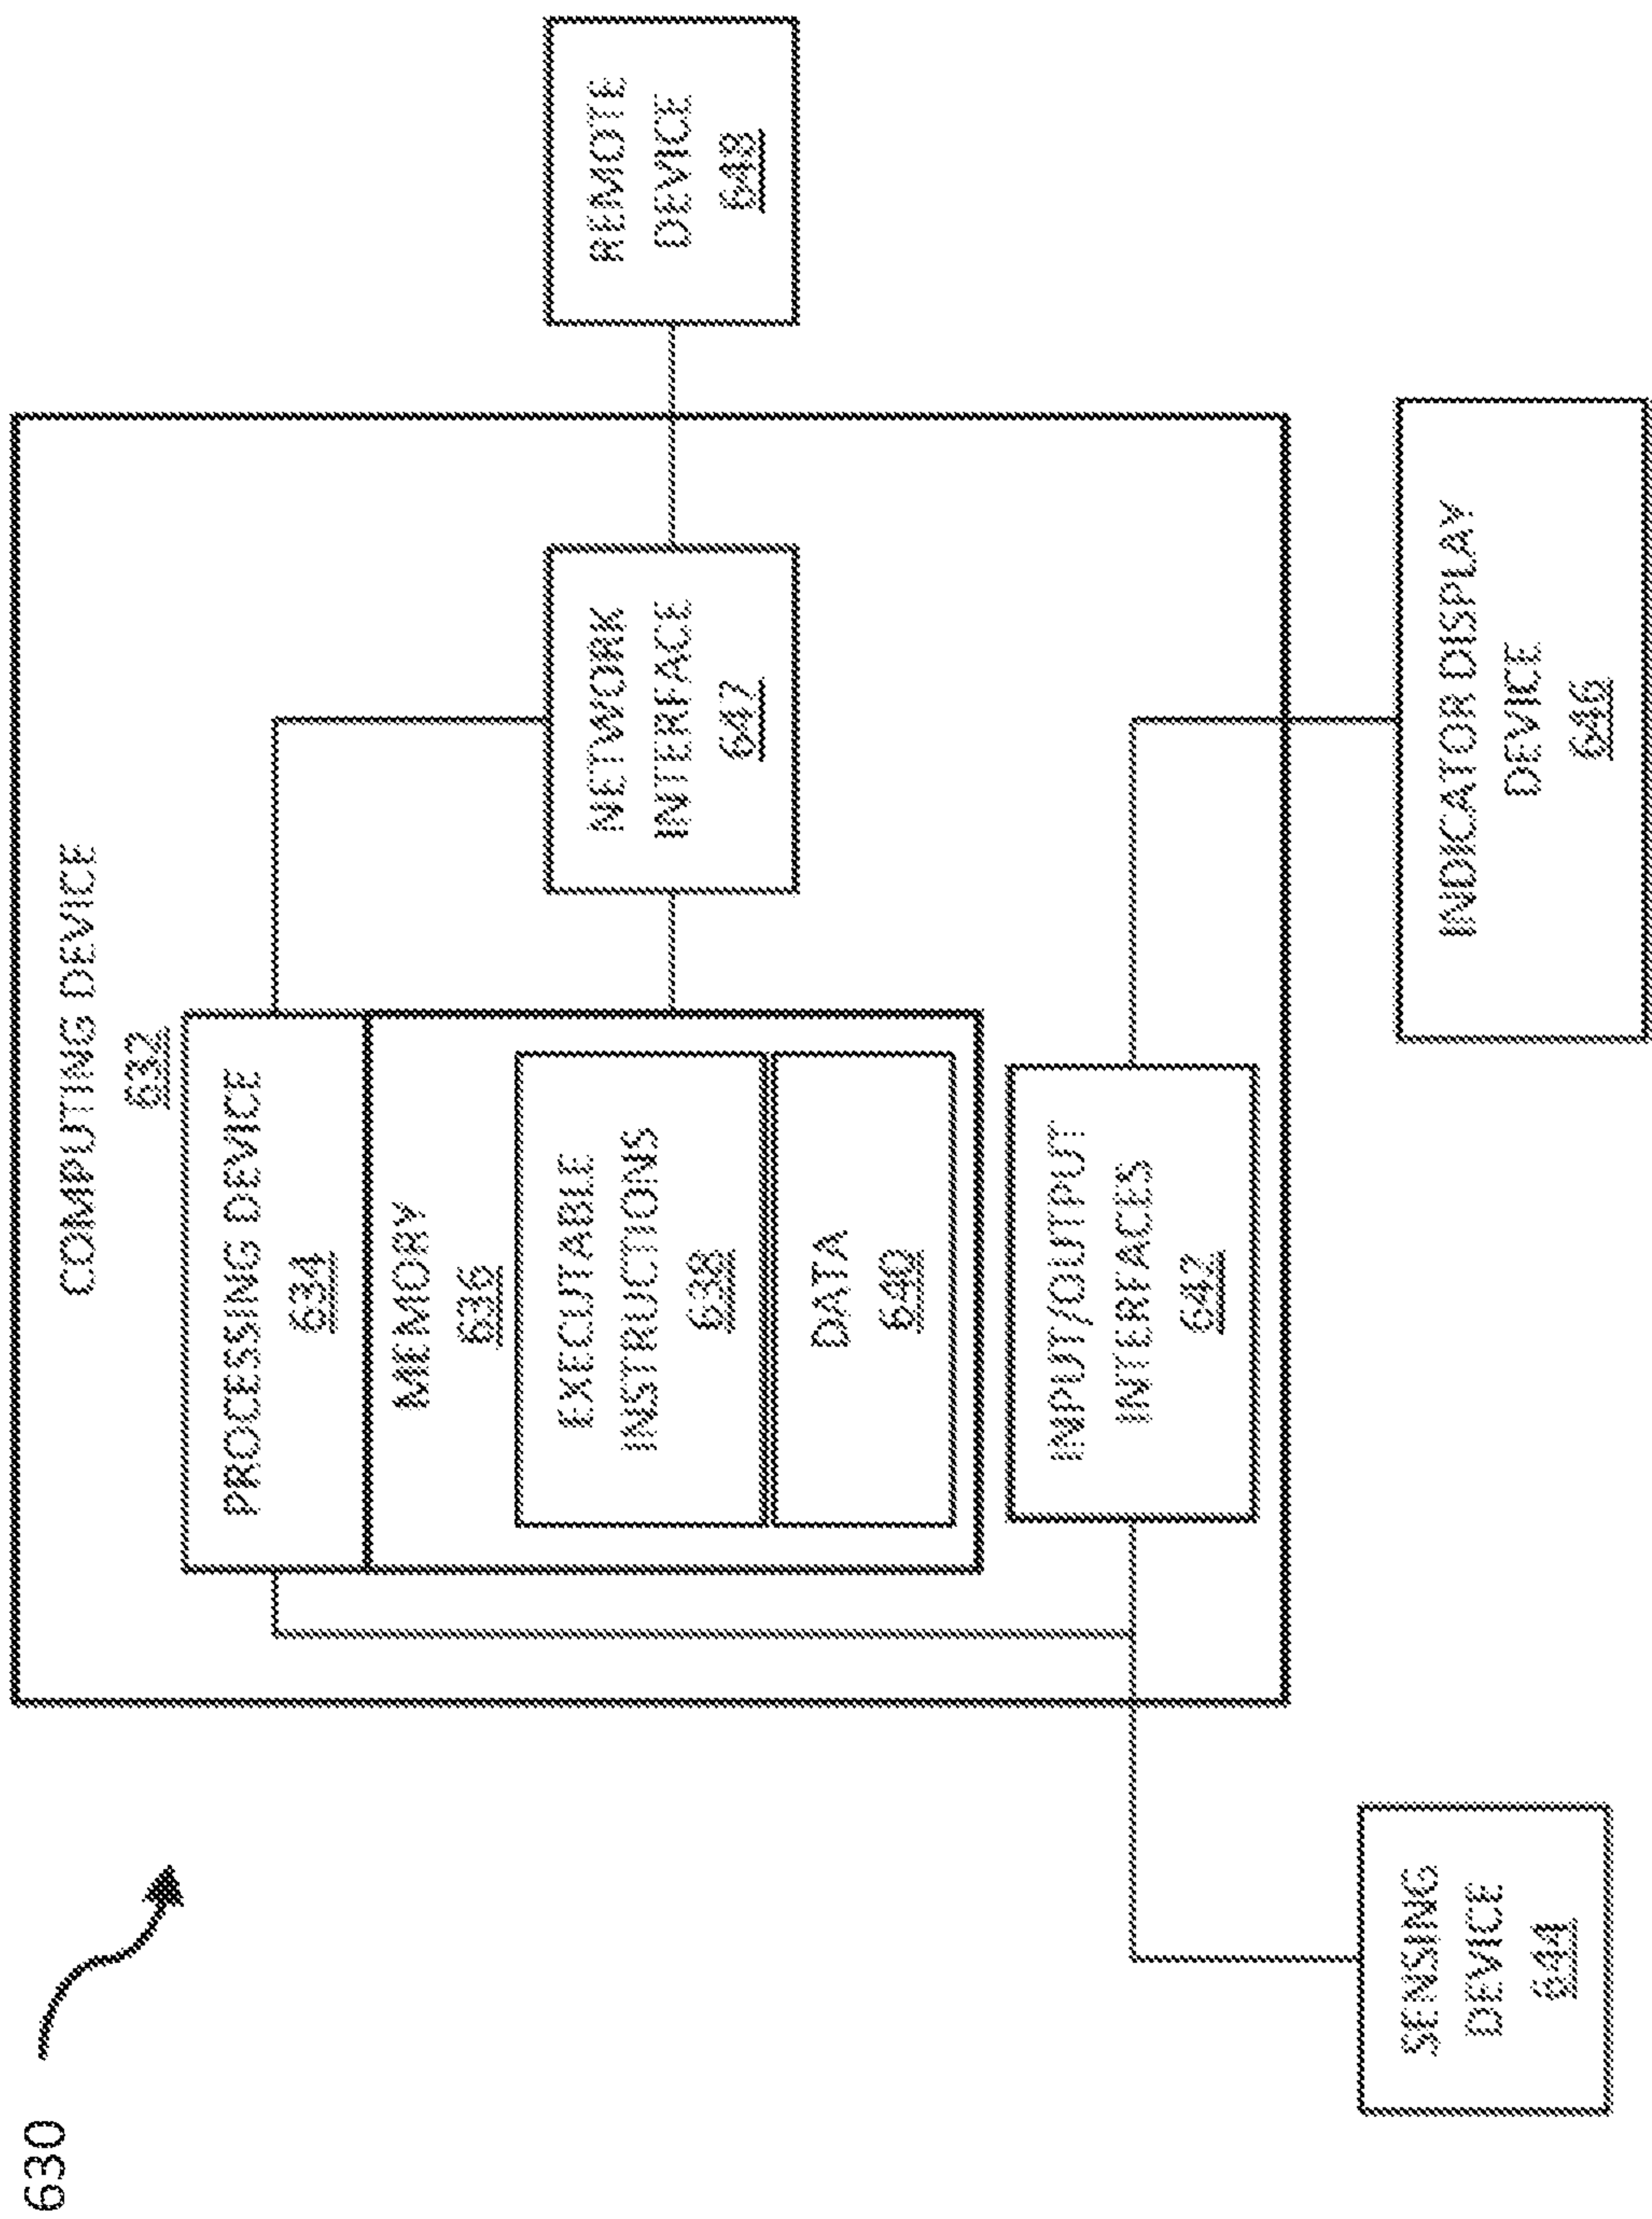 630
COMPUTING DEVICE
632
PROCESSING DEVICE
634
MEMORY
636
EXECUTABLE
INSTRUCTIONS
638
DATA
640
INPUT/OUTPUT
INTERFACES
642
NETWORK
INTERFACE
647
REMOTE
DEVICE
648
SENSING
DEVICE
644
INDICATOR DISPLAY
DEVICE
646